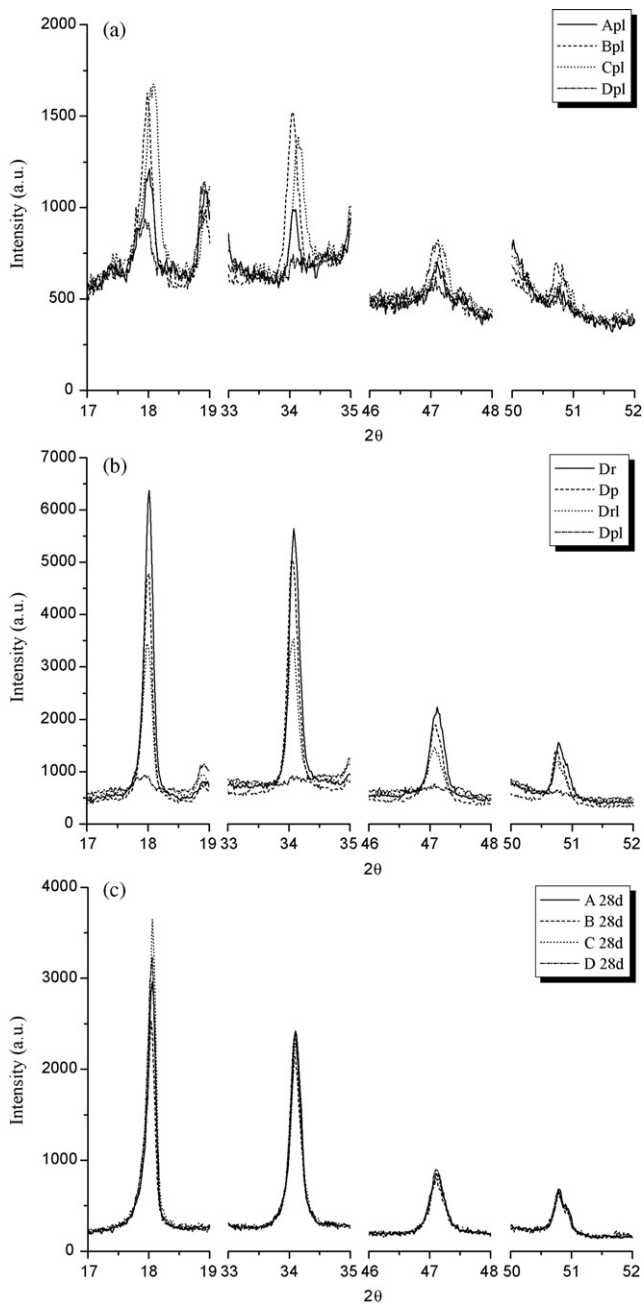 (a)
Apl
Bpl
Cpl
Dpl
2000
1500
1000
500
0
Intensity (a.u.)
17 18 19 33 34 35 46 47 48 50 51 52
2θ
(b)
Dr
Dp
Drl
Dpl
7000
6000
5000
4000
3000
2000
1000
0
Intensity (a.u.)
17 18 19 33 34 35 46 47 48 50 51 52
2θ
(c)
A 28d
B 28d
C 28d
D 28d
4000
3000
2000
1000
0
Intensity (a.u.)
17 18 19 33 34 35 46 47 48 50 51 52
2θ